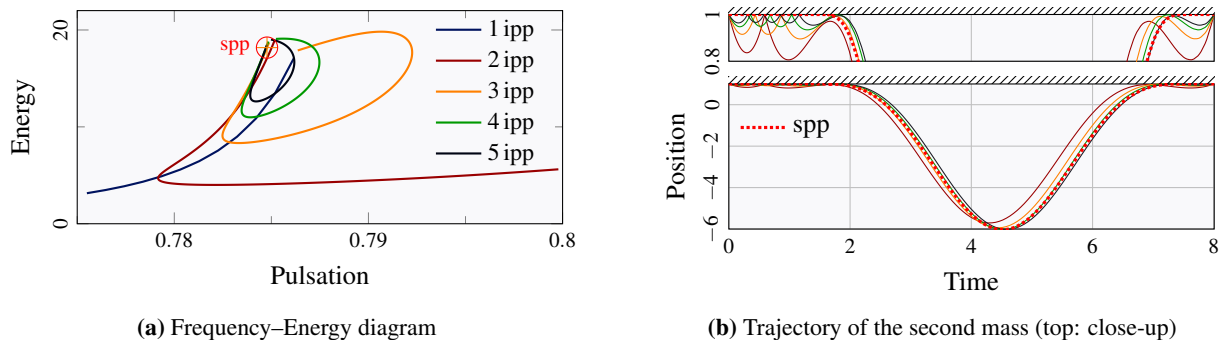 20
0
Energy
spp
1 ipp
2 ipp
3 ipp
4 ipp
5 ipp
0.78
0.79
0.8
Pulsation
(a) Frequency–Energy diagram
1
0.8
0
−2
−4
−6
Position
spp
0
2
4
6
8
Time
(b) Trajectory of the second mass (top: close-up)